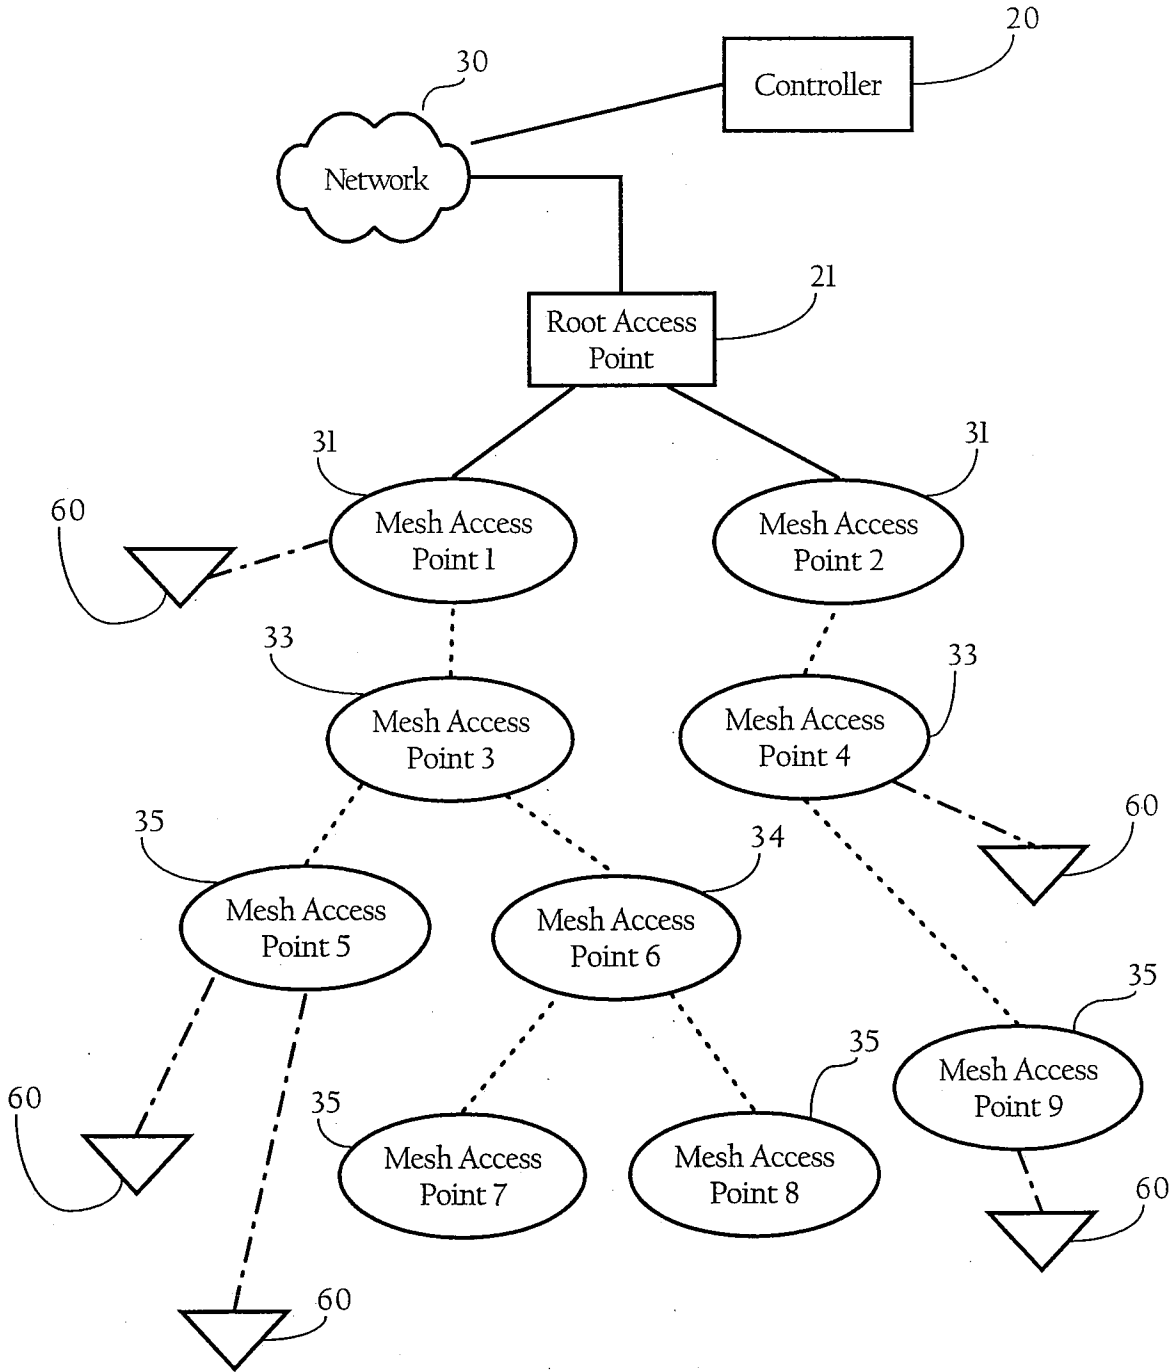 20
Controller
30
Network
21
Root Access
Point
31
31
60
Mesh Access
Point 1
Mesh Access
Point 2
33
33
Mesh Access
Point 3
Mesh Access
Point 4
60
35
34
Mesh Access
Point 5
Mesh Access
Point 6
35
35
Mesh Access
Point 9
60
35
Mesh Access
Point 7
Mesh Access
Point 8
60
60